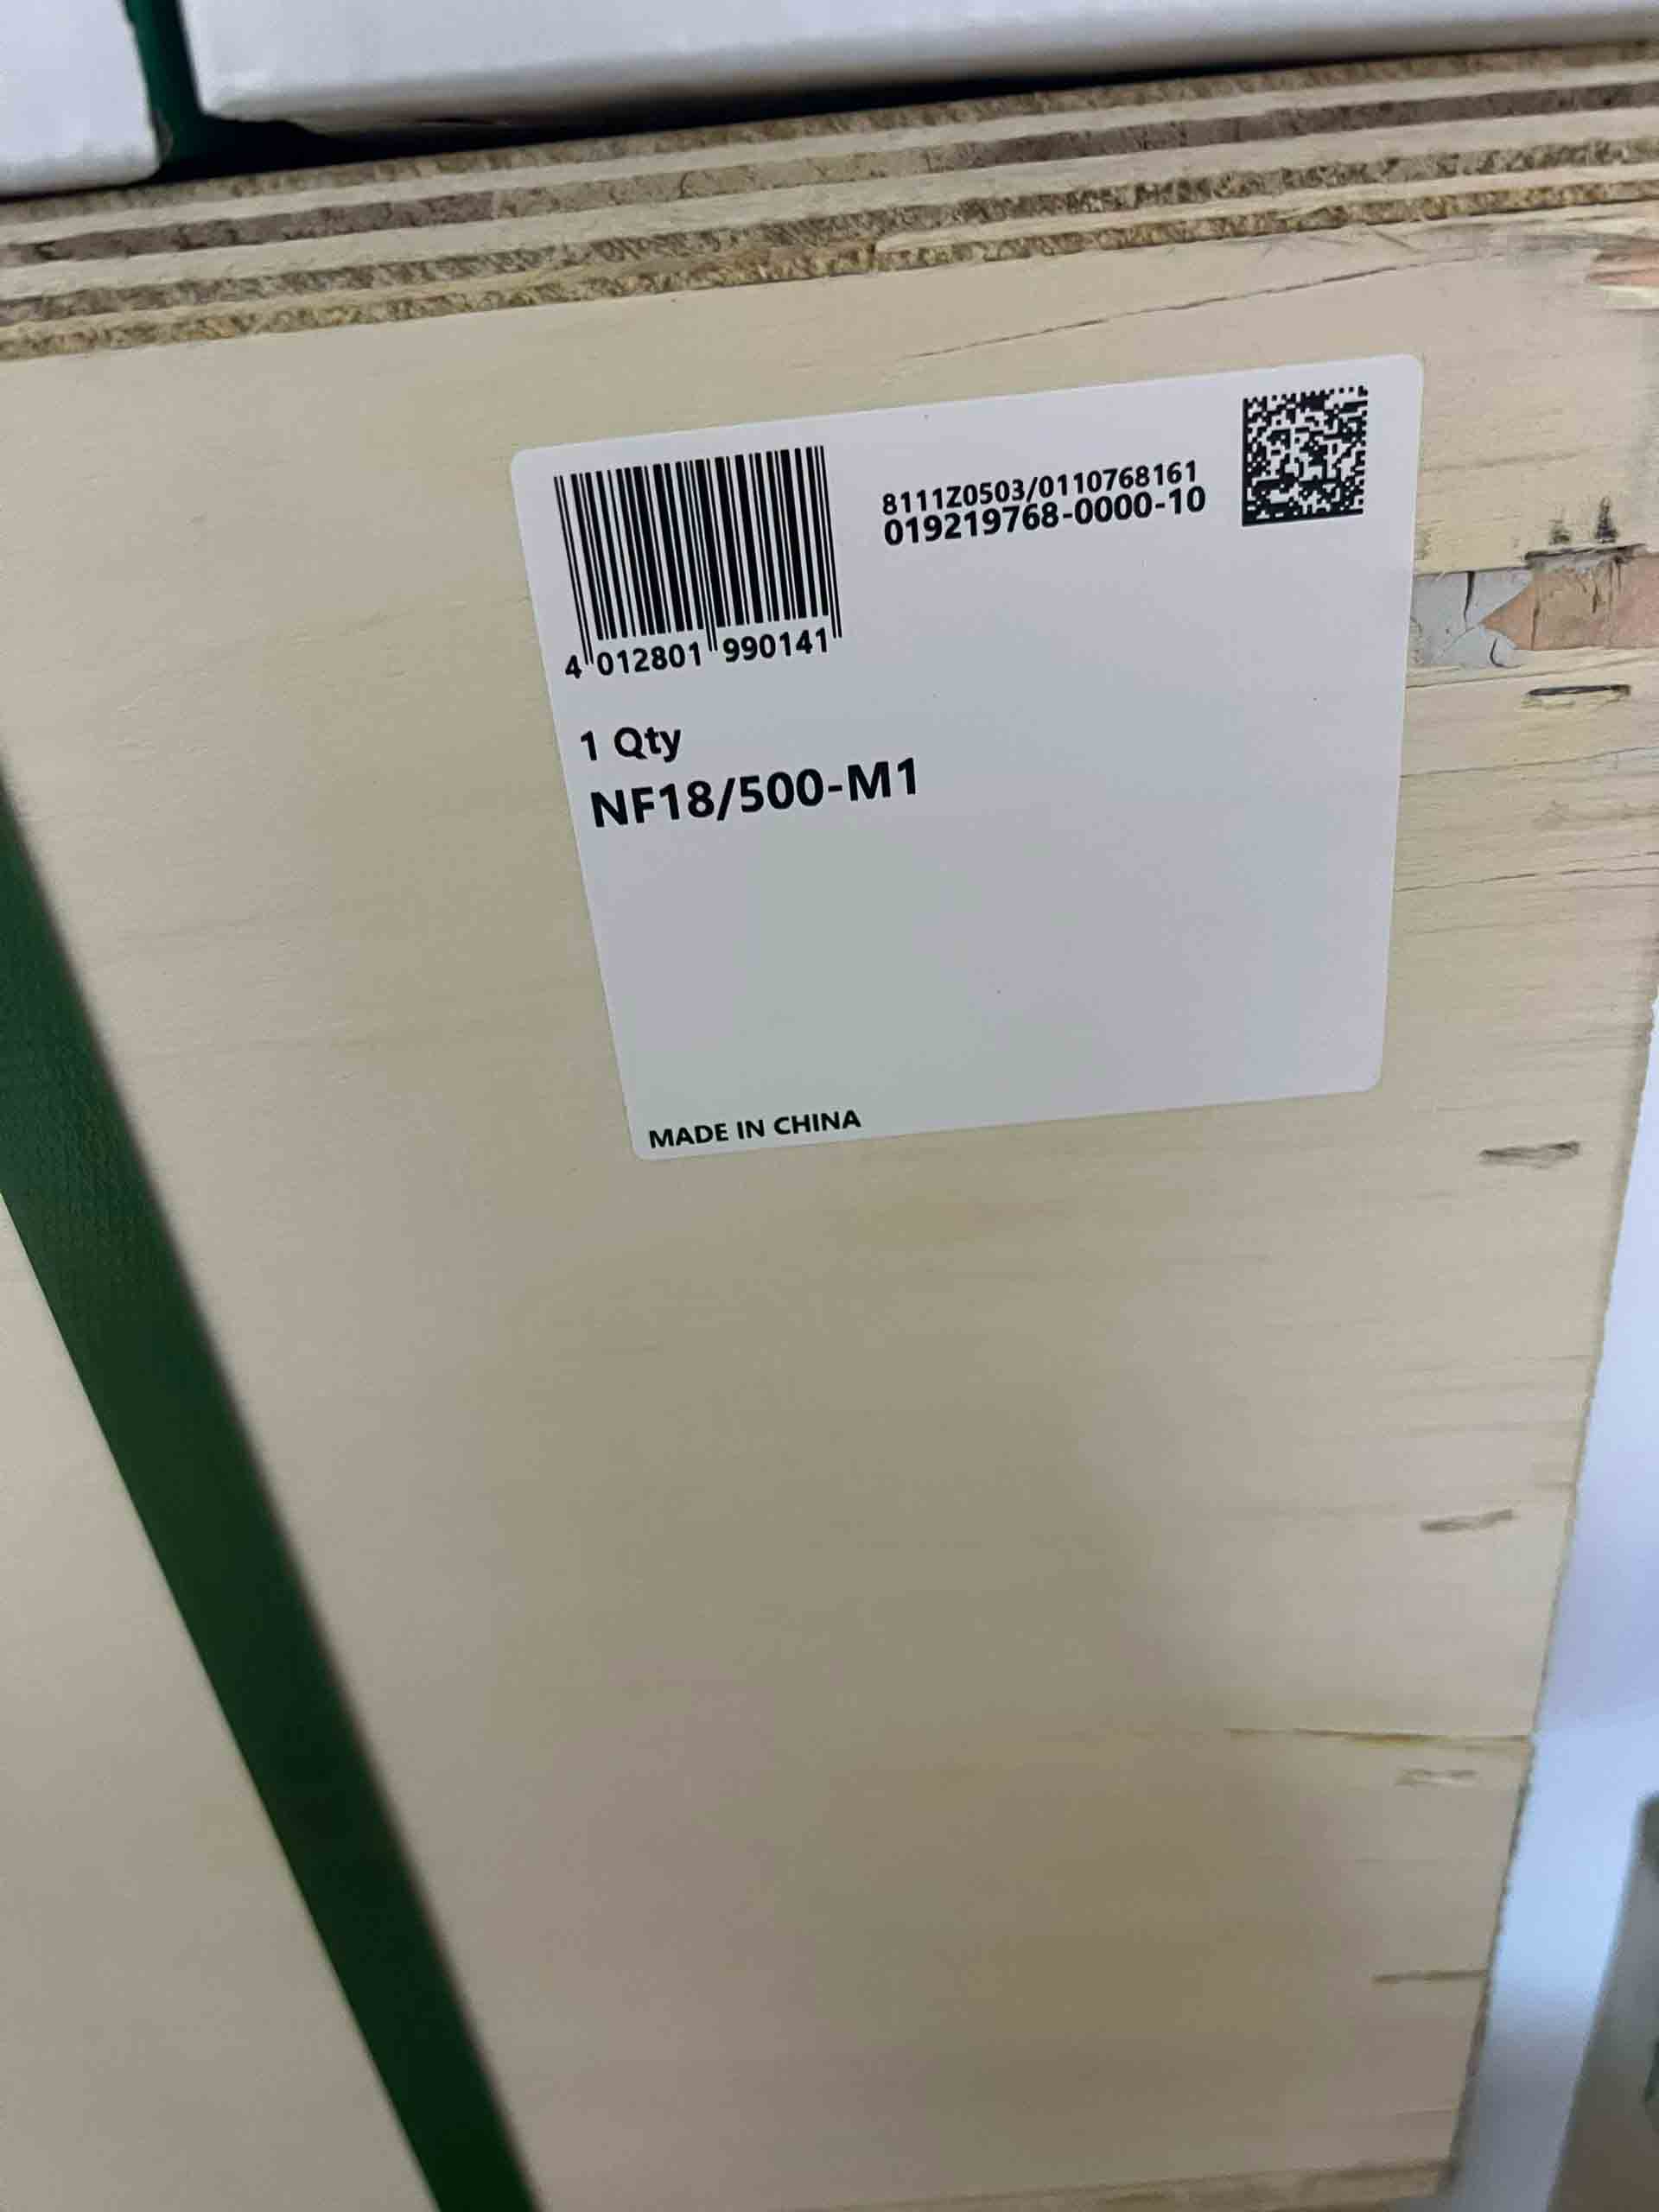 8111Z0503/0110768161
019219768-0000-10
4 012801 990141
1 Qty
NF18/500-M1
MADE IN CHINA